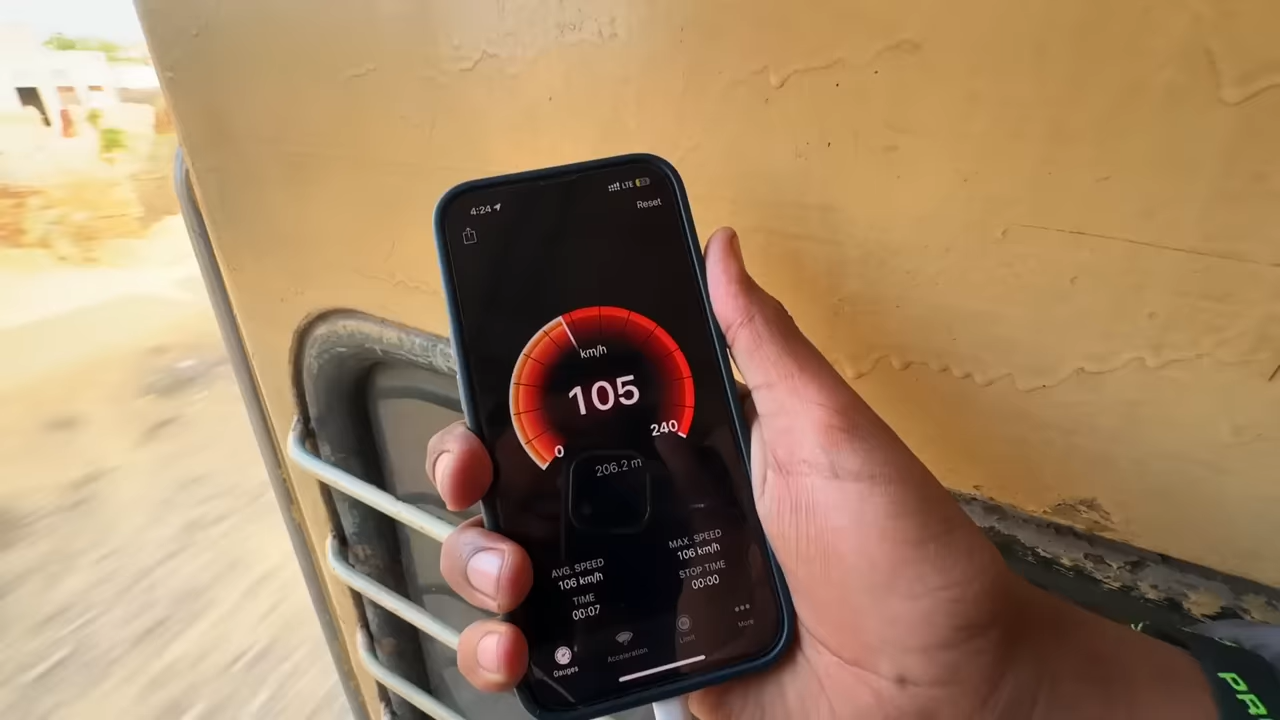 4:24
LTE
Reset
km/h
105
0
240
206.2 m
AVG. SPEED
106 km/h
MAX. SPEED
106 km/h
TIME
00:07
STOP TIME
00:00
Gauges
Acceleration
Limit
More
PR